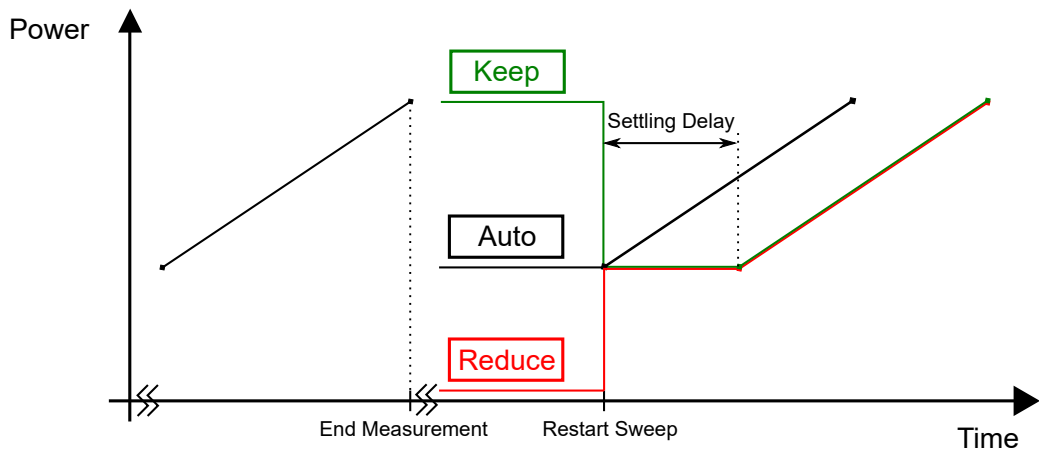 Power
Keep
Settling Delay
Auto
Reduce
End Measurement
Restart Sweep
Time